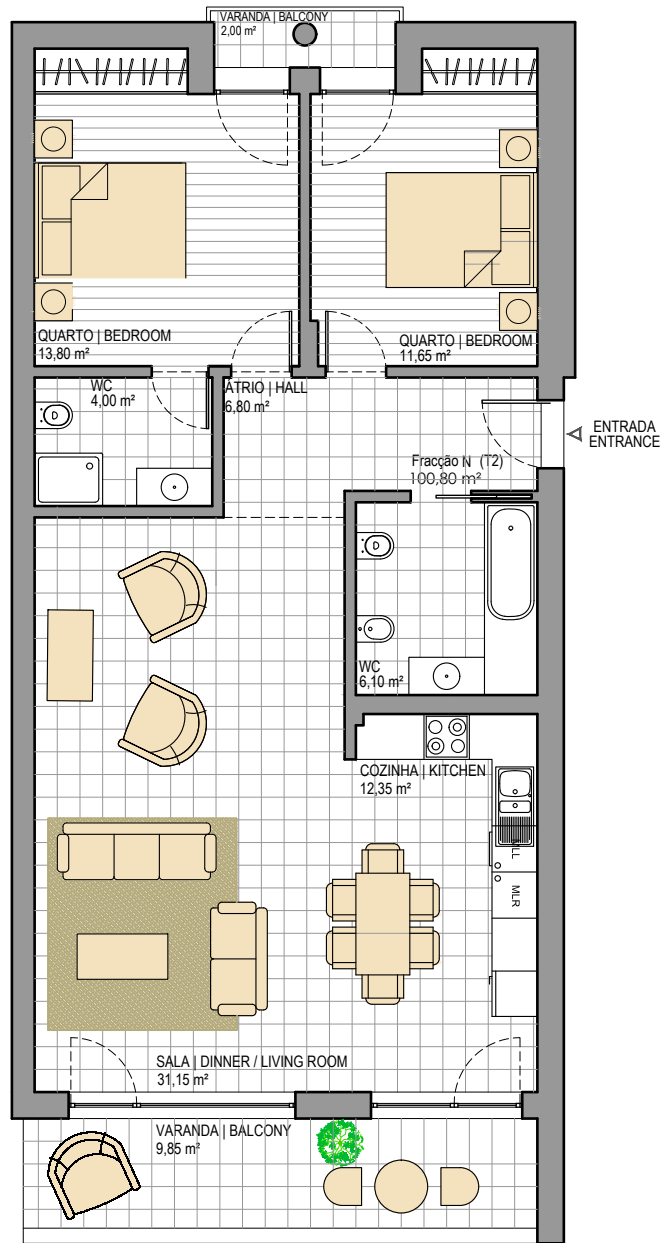 VARANDA | BALCONY
2,00 m²
QUARTO | BEDROOM
13,80 m²
QUARTO | BEDROOM
11,65 m²
WC
4,00 m²
ÁTRIO | HALL
6,80 m²
ENTRADA
ENTRANCE
Fracção N (T2)
100,80 m²
WC
6,10 m²
COZINHA | KITCHEN
12,35 m²
MLL
MLR
SALA | DINNER / LIVING ROOM
31,15 m²
VARANDA | BALCONY
9,85 m²